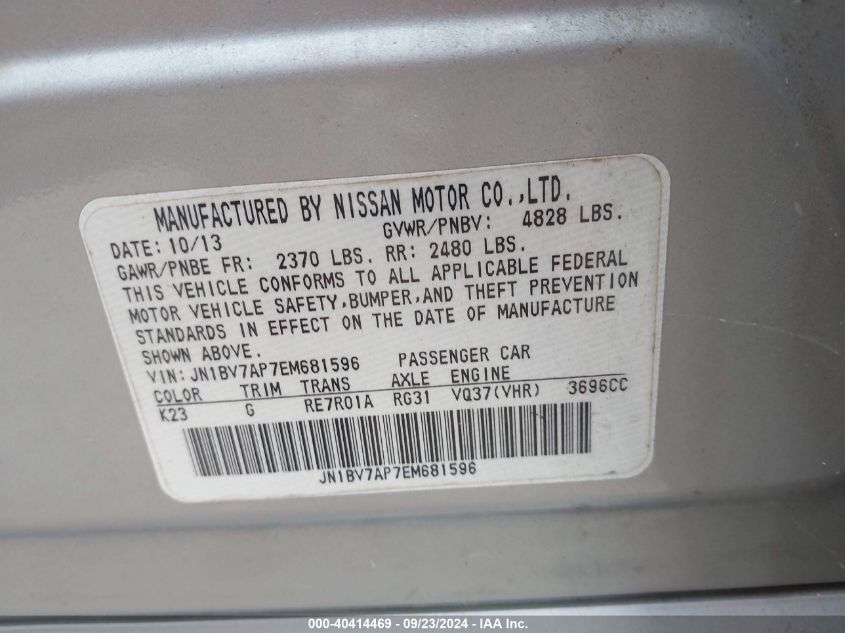 MANUFACTURED BY NISSAN MOTOR CO.,LTD.
DATE: 10/13 GVWR/PNBV: 4828 LBS.
GAWR/PNBE FR: 2370 LBS. RR: 2480 LBS.
THIS VEHICLE CONFORMS TO ALL APPLICABLE FEDERAL
MOTOR VEHICLE SAFETY,BUMPER,AND THEFT PREVENTION
STANDARDS IN EFFECT ON THE DATE OF MANUFACTURE
SHOWN ABOVE.
VIN: JN1BV7AP7EM681596 PASSENGER CAR
COLOR TRIM TRANS AXLE ENGINE
K23 G RE7R01A RG31 VQ37(VHR) 3696CC
JN1BV7AP7EM681596
000-40414469 - 09/23/2024 - IAA Inc.